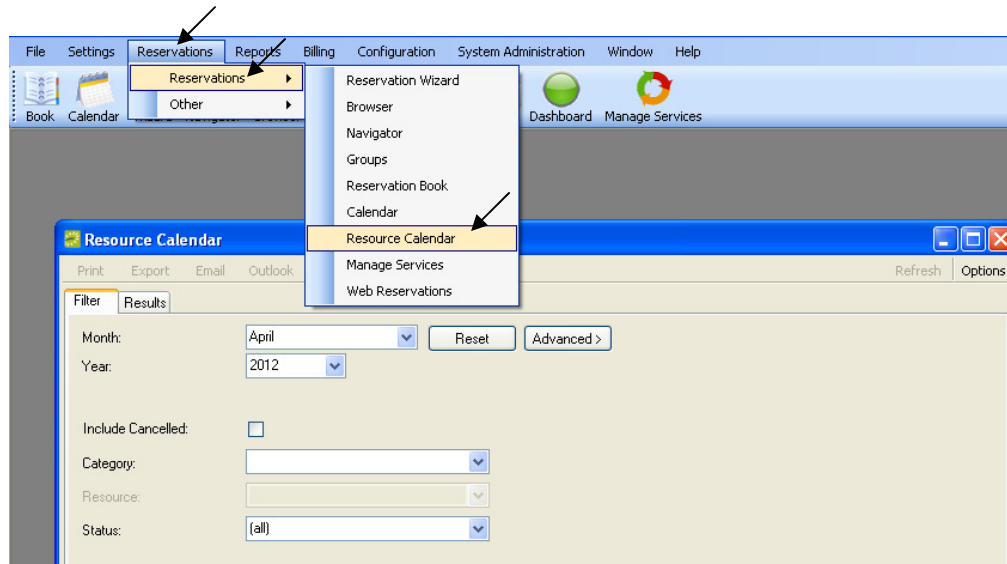 File Settings Reservations Reports Billing Configuration System Administration Window Help
Reservations
Other
Reservation Wizard
Browser
Navigator
Groups
Reservation Book
Calendar
Resource Calendar
Manage Services
Web Reservations
Book Calendar Dashboard Manage Services
Resource Calendar
Print Export Email Outlook Refresh Options
Filter Results
Month: April Reset Advanced >
Year: 2012
Include Cancelled:
Category:
Resource:
Status: (all)